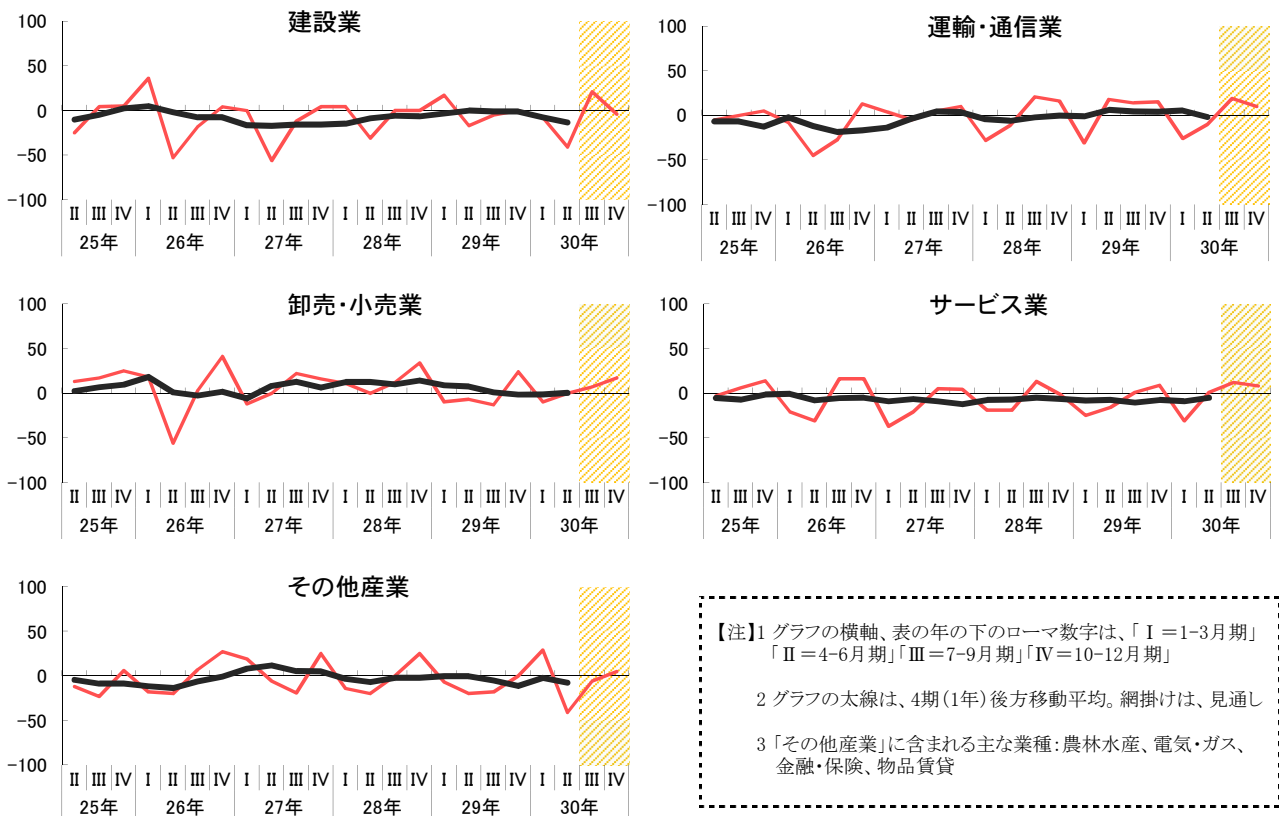 建設業
100
50
0
-50
-100
Ⅱ Ⅲ Ⅳ Ⅰ Ⅱ Ⅲ Ⅳ Ⅰ Ⅱ Ⅲ Ⅳ Ⅰ Ⅱ Ⅲ Ⅳ Ⅰ Ⅱ Ⅲ Ⅳ Ⅰ Ⅱ Ⅲ Ⅳ
25年 26年 27年 28年 29年 30年
運輸・通信業
100
50
0
-50
-100
Ⅱ Ⅲ Ⅳ Ⅰ Ⅱ Ⅲ Ⅳ Ⅰ Ⅱ Ⅲ Ⅳ Ⅰ Ⅱ Ⅲ Ⅳ Ⅰ Ⅱ Ⅲ Ⅳ Ⅰ Ⅱ Ⅲ Ⅳ
25年 26年 27年 28年 29年 30年
卸売・小売業
100
50
0
-50
-100
Ⅱ Ⅲ Ⅳ Ⅰ Ⅱ Ⅲ Ⅳ Ⅰ Ⅱ Ⅲ Ⅳ Ⅰ Ⅱ Ⅲ Ⅳ Ⅰ Ⅱ Ⅲ Ⅳ Ⅰ Ⅱ Ⅲ Ⅳ
25年 26年 27年 28年 29年 30年
サービス業
100
50
0
-50
-100
Ⅱ Ⅲ Ⅳ Ⅰ Ⅱ Ⅲ Ⅳ Ⅰ Ⅱ Ⅲ Ⅳ Ⅰ Ⅱ Ⅲ Ⅳ Ⅰ Ⅱ Ⅲ Ⅳ Ⅰ Ⅱ Ⅲ Ⅳ
25年 26年 27年 28年 29年 30年
その他産業
100
50
0
-50
-100
Ⅱ Ⅲ Ⅳ Ⅰ Ⅱ Ⅲ Ⅳ Ⅰ Ⅱ Ⅲ Ⅳ Ⅰ Ⅱ Ⅲ Ⅳ Ⅰ Ⅱ Ⅲ Ⅳ Ⅰ Ⅱ Ⅲ Ⅳ
25年 26年 27年 28年 29年 30年
【注】1 グラフの横軸、表の年の下のローマ数字は、「Ⅰ=1-3月期」
「Ⅱ=4-6月期」「Ⅲ=7-9月期」「Ⅳ=10-12月期」
2 グラフの太線は、4期(1年)後方移動平均。網掛けは、見通し
3 「その他産業」に含まれる主な業種:農林水産、電気・ガス、
金融・保険、物品賃貸